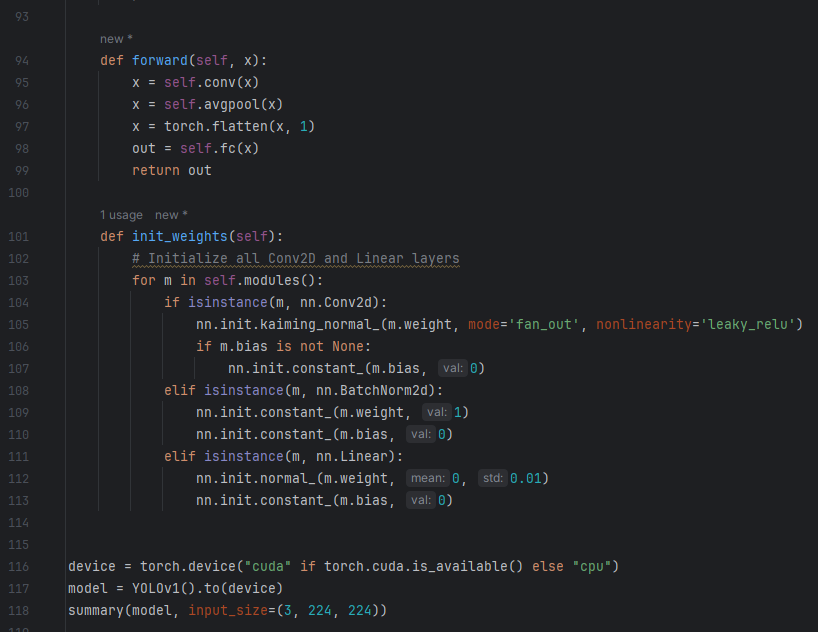 93
new *
94 def forward(self, x):
95 x = self.conv(x)
96 x = self.avgpool(x)
97 x = torch.flatten(x, 1)
98 out = self.fc(x)
99 return out
100
1 usage new *
101 def init_weights(self):
102 # Initialize all Conv2D and Linear layers
103 for m in self.modules():
104 if isinstance(m, nn.Conv2d):
105 nn.init.kaiming_normal_(m.weight, mode='fan_out', nonlinearity='leaky_relu')
106 if m.bias is not None:
107 nn.init.constant_(m.bias, val: 0)
108 elif isinstance(m, nn.BatchNorm2d):
109 nn.init.constant_(m.weight, val: 1)
110 nn.init.constant_(m.bias, val: 0)
111 elif isinstance(m, nn.Linear):
112 nn.init.normal_(m.weight, mean: 0, std: 0.01)
113 nn.init.constant_(m.bias, val: 0)
114
115
116 device = torch.device("cuda" if torch.cuda.is_available() else "cpu")
117 model = YOLOv1().to(device)
118 summary(model, input_size=(3, 224, 224))